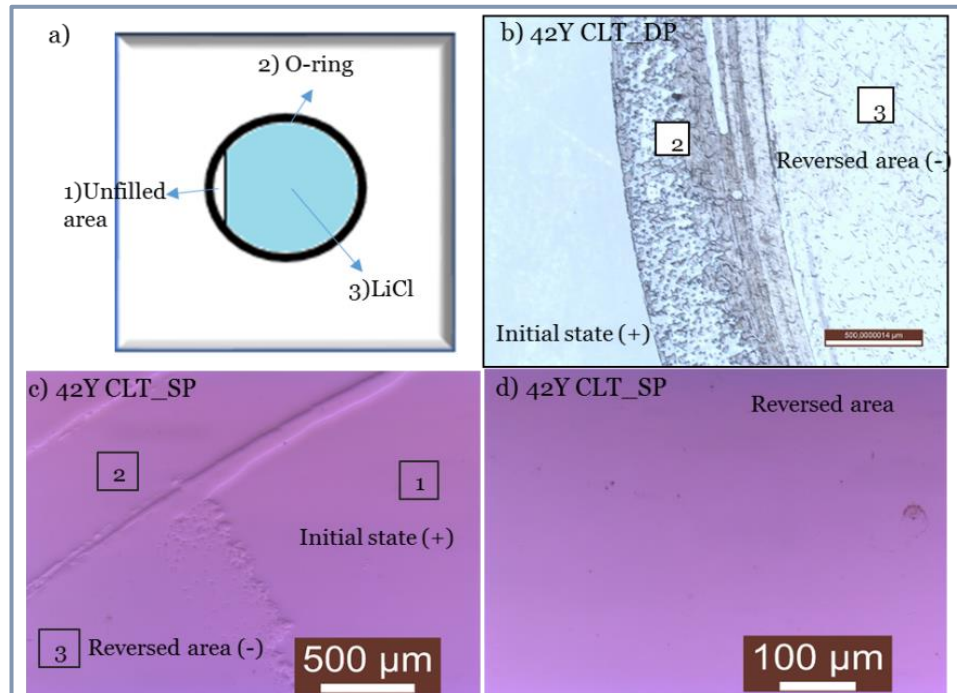 a)
2) O-ring
1)Unfilled
area
3)LiCl
b) 42Y CLT_DP
3
2
Reversed area (-)
Initial state (+)
500,0000014 µm
c) 42Y CLT_SP
2
1
Initial state (+)
3
Reversed area (-)
500 µm
d) 42Y CLT_SP
Reversed area
100 µm